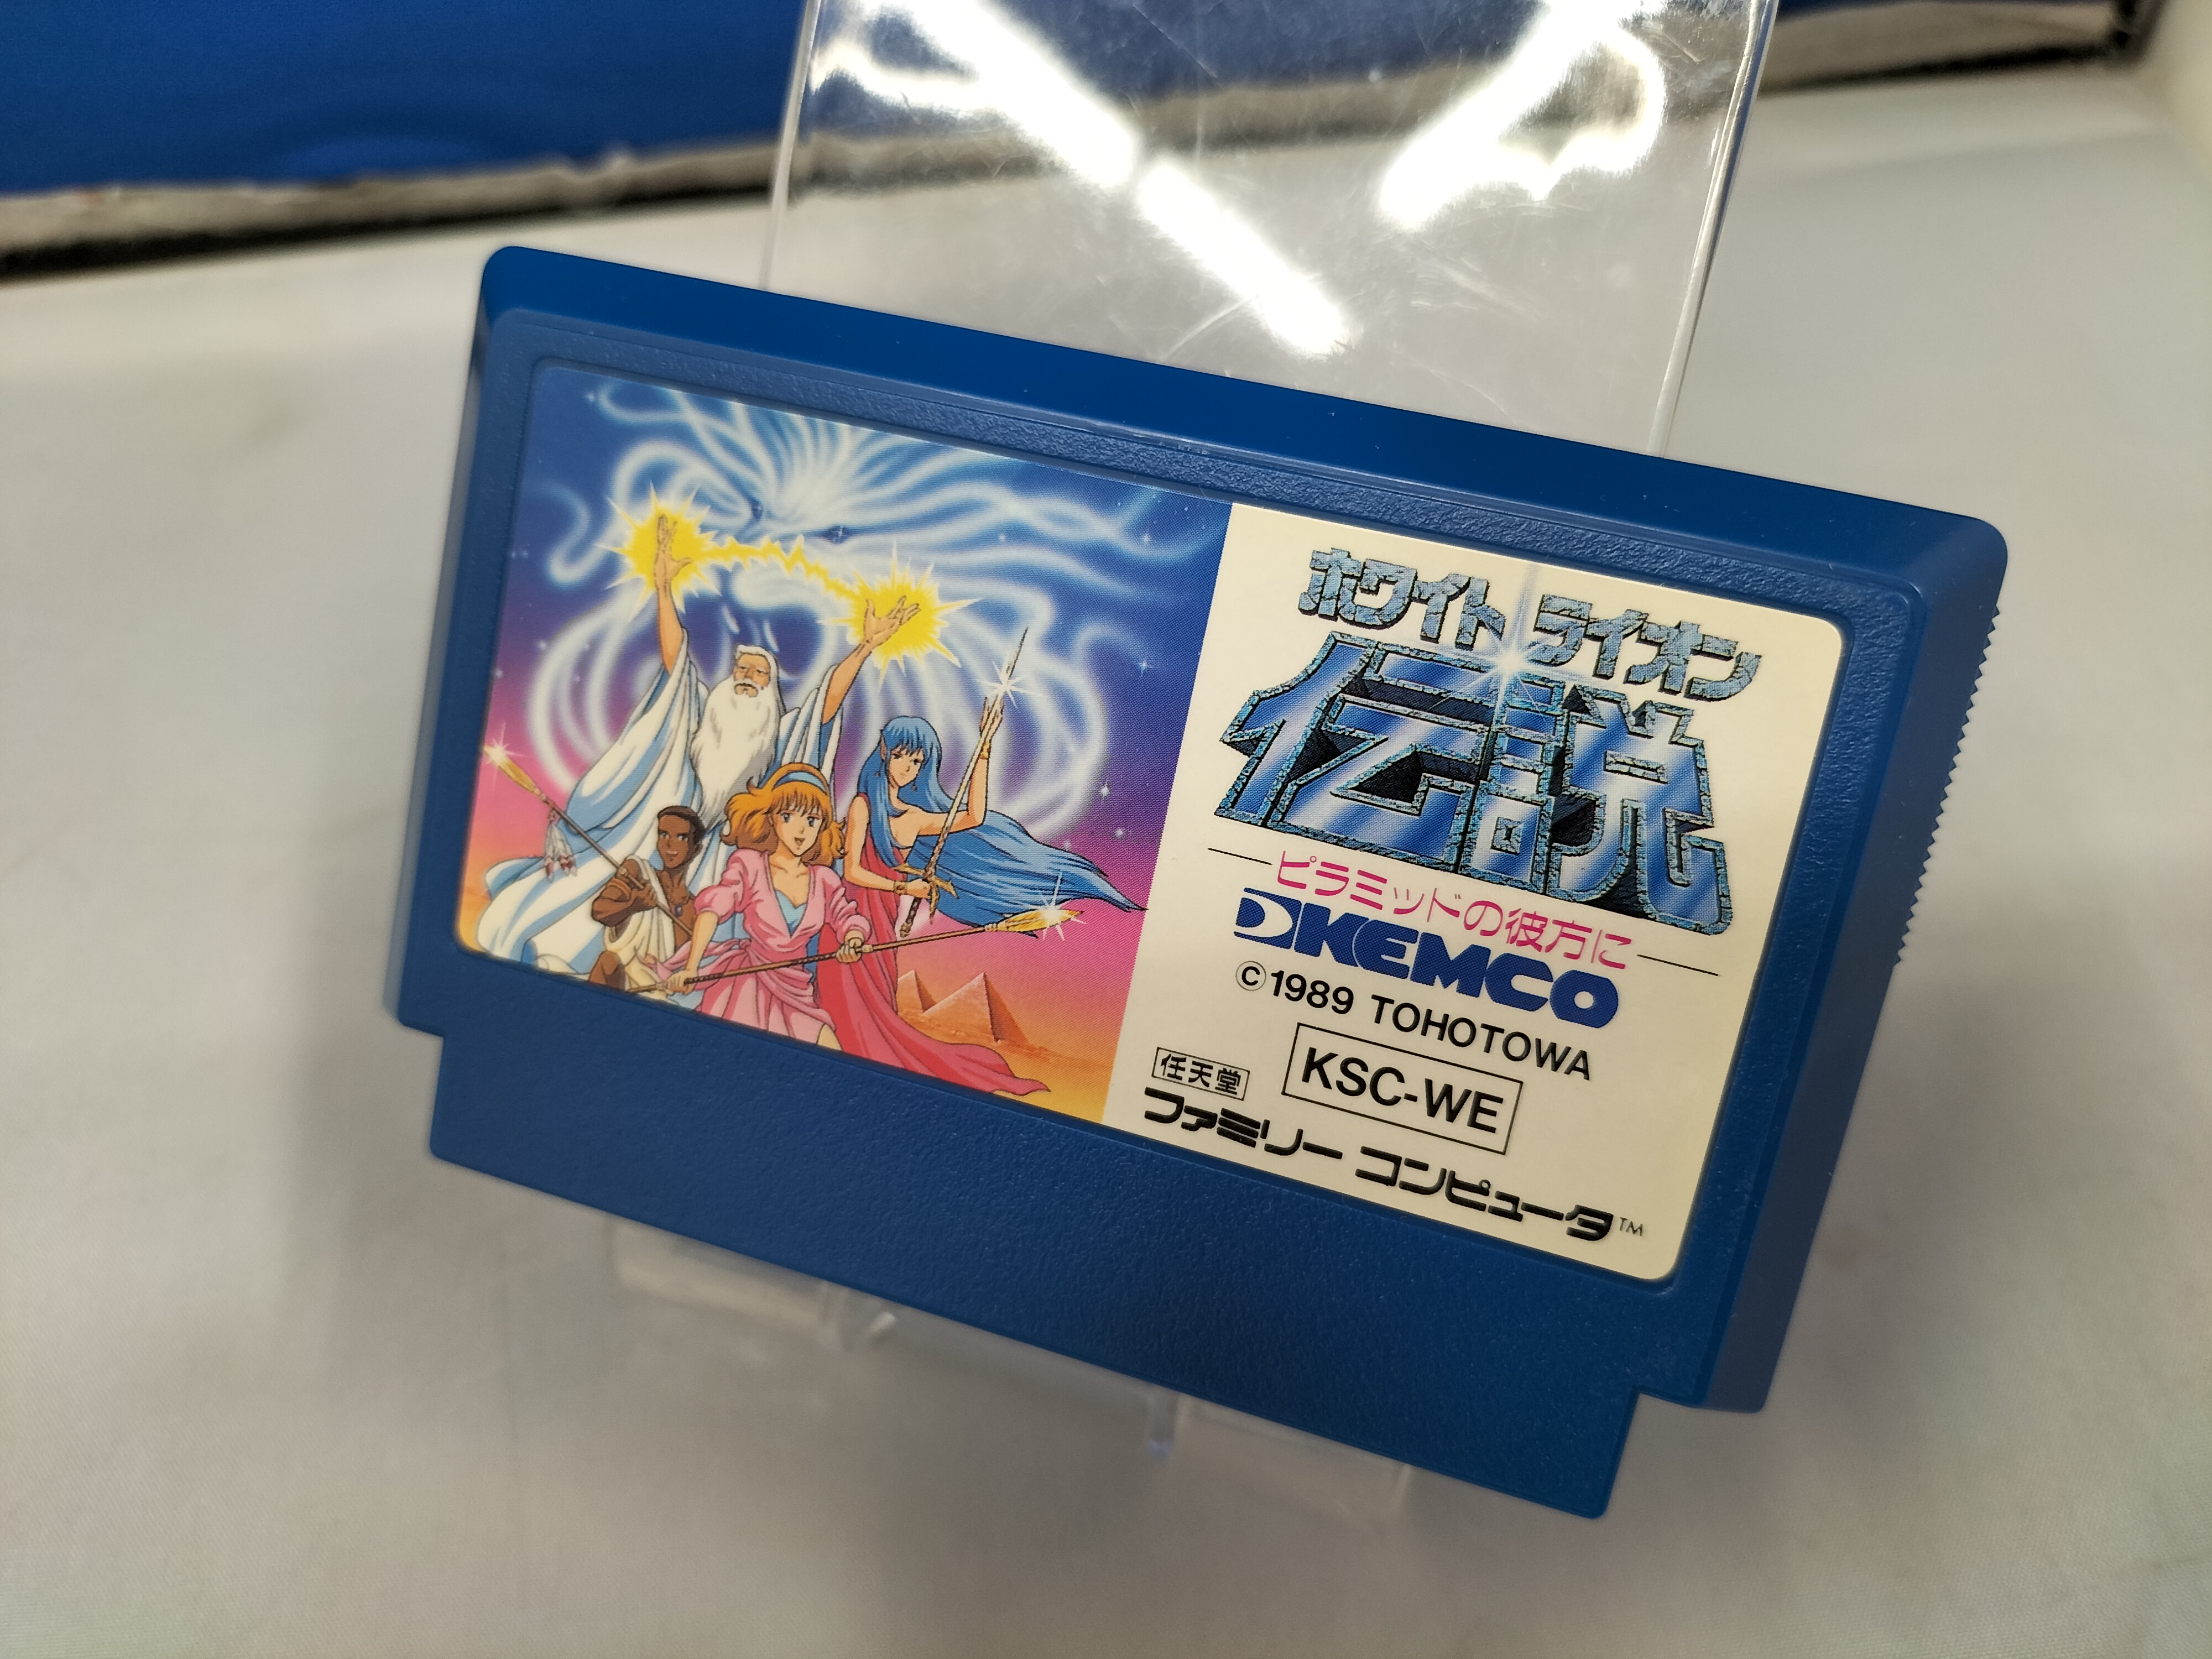 ホワイト ライオン
伝説
ピラミッドの彼方に
KEMCO
©1989 TOHOTOWA
KSC-WE
任天堂
ファミリー コンピュータ™